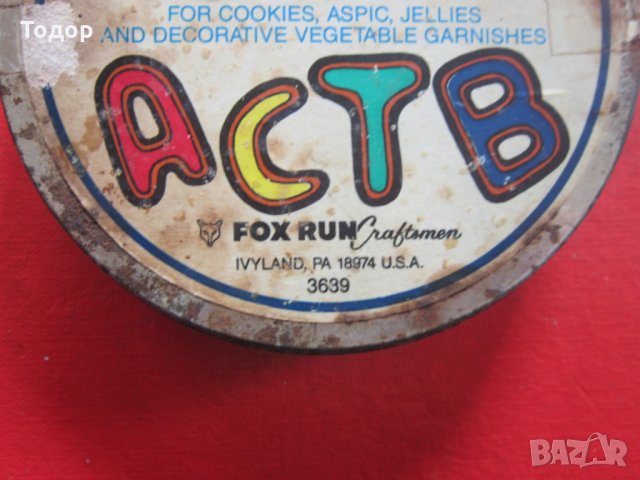 Тодор
FOR COOKIES, ASPIC, JELLIES
AND DECORATIVE VEGETABLE GARNISHES
ACTB
FOX RUN Craftsmen
IVYLAND, PA 18974 U.S.A.
3639
BAZAR